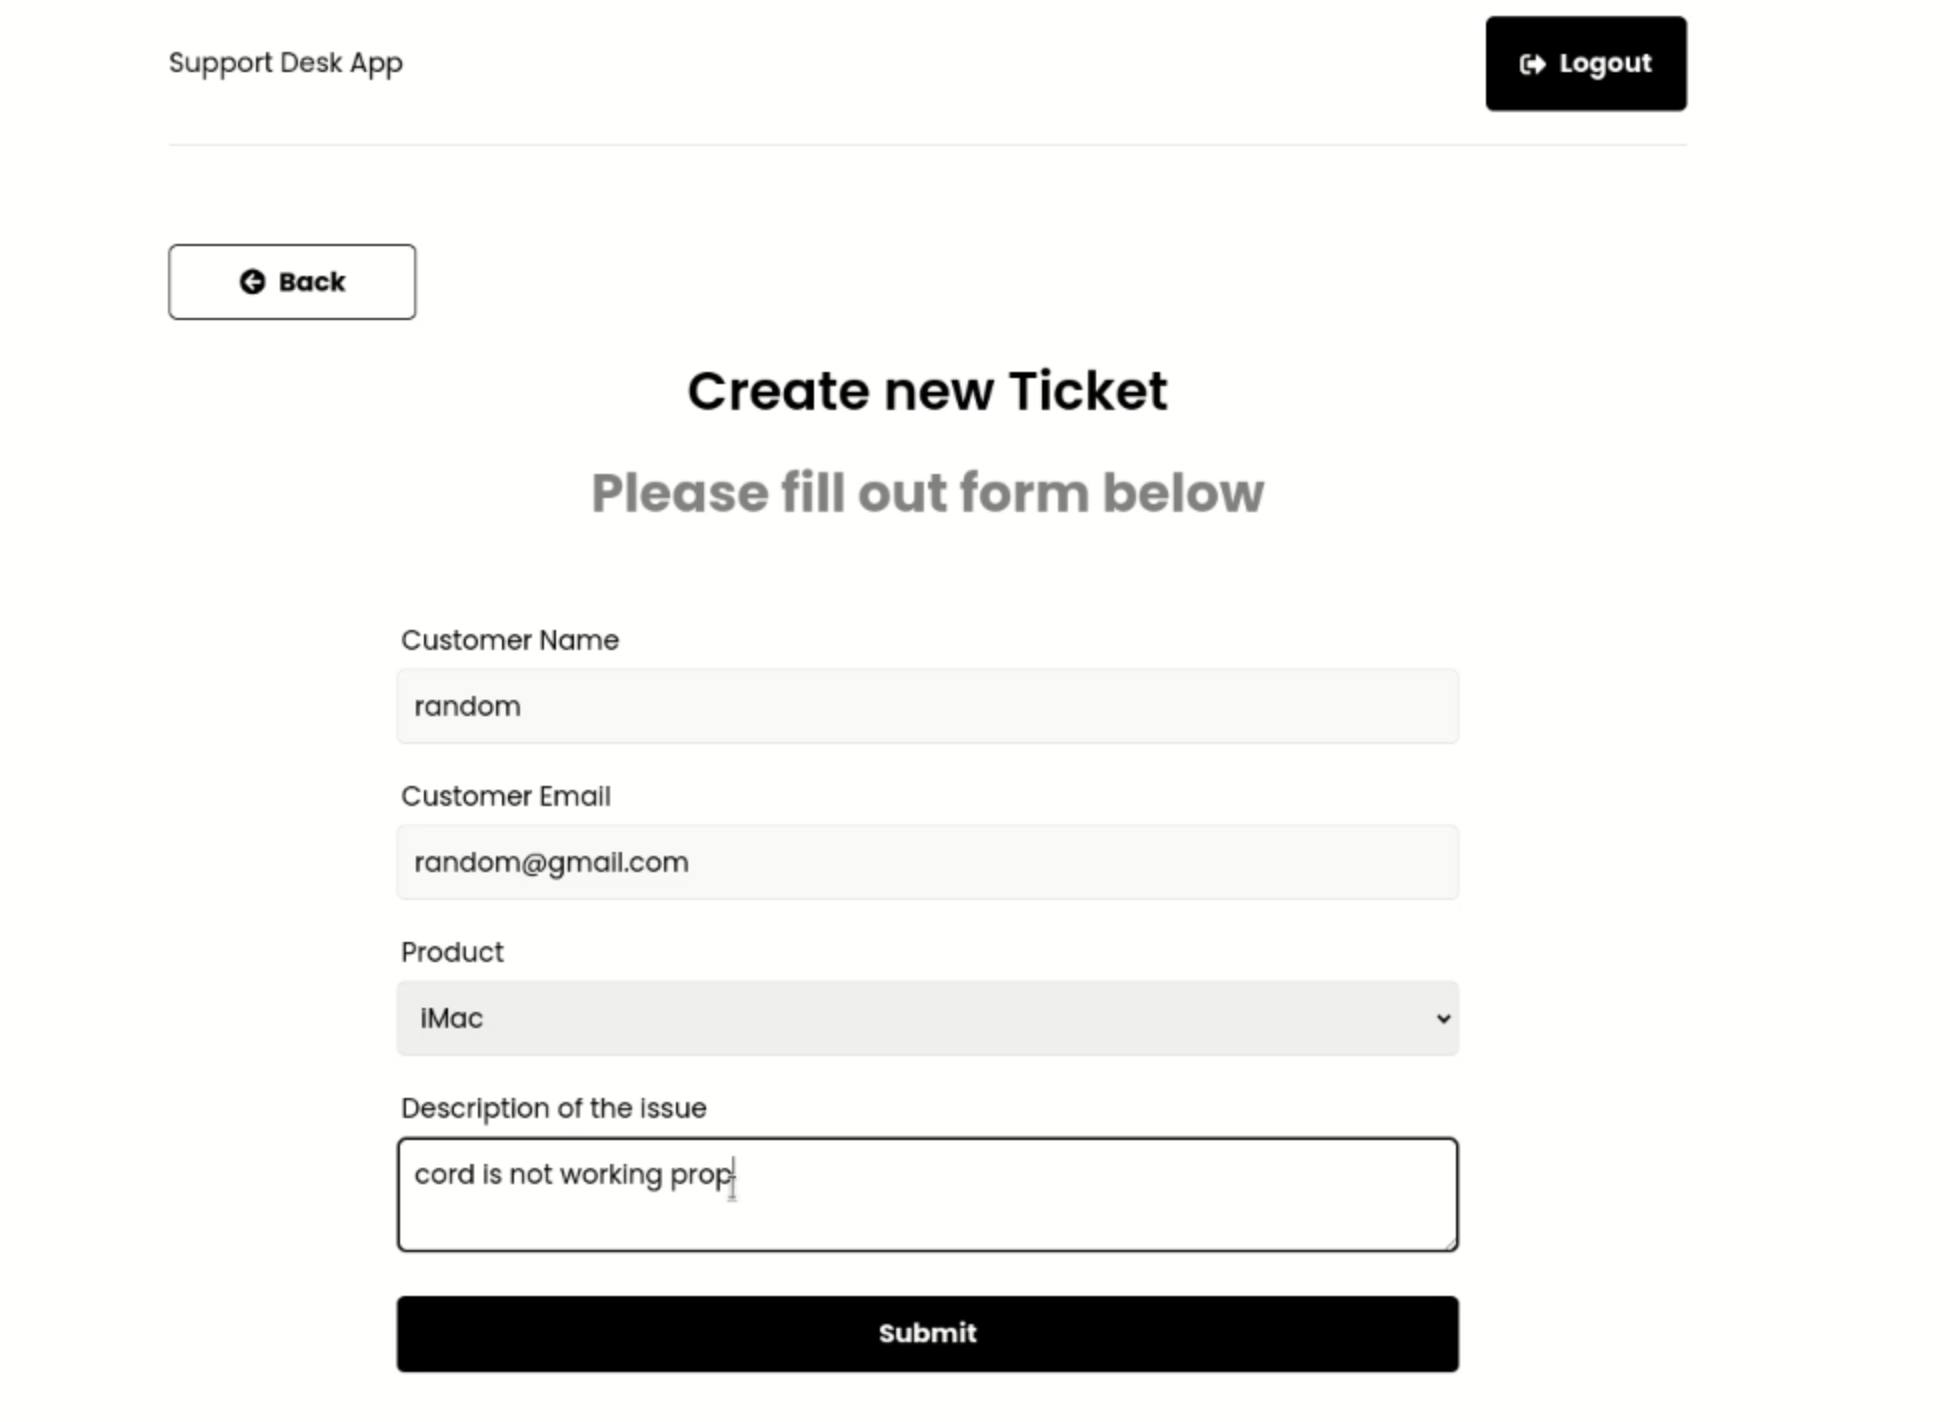 Support Desk App
Logout
Back
Create new Ticket
Please fill out form below
Customer Name
random
Customer Email
random@gmail.com
Product
iMac
Description of the issue
cord is not working prop
Submit